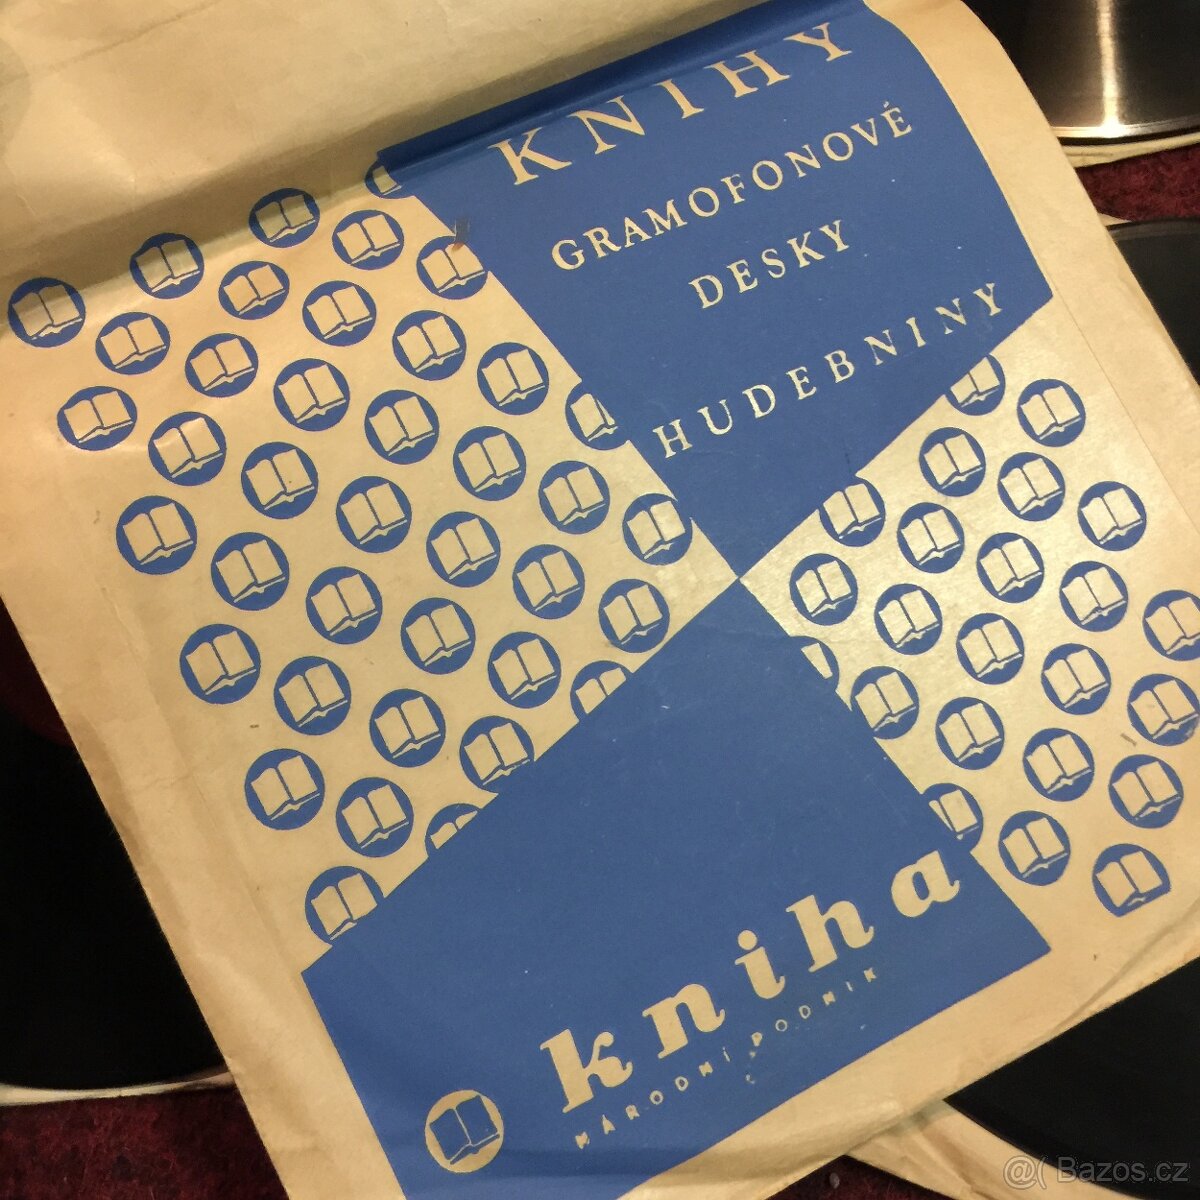 KNIHY
GRAMOFONOVÉ
DESKY
HUDEBNINY
kniha
NÁRODNÍ PODNIK
@( Bazos.cz